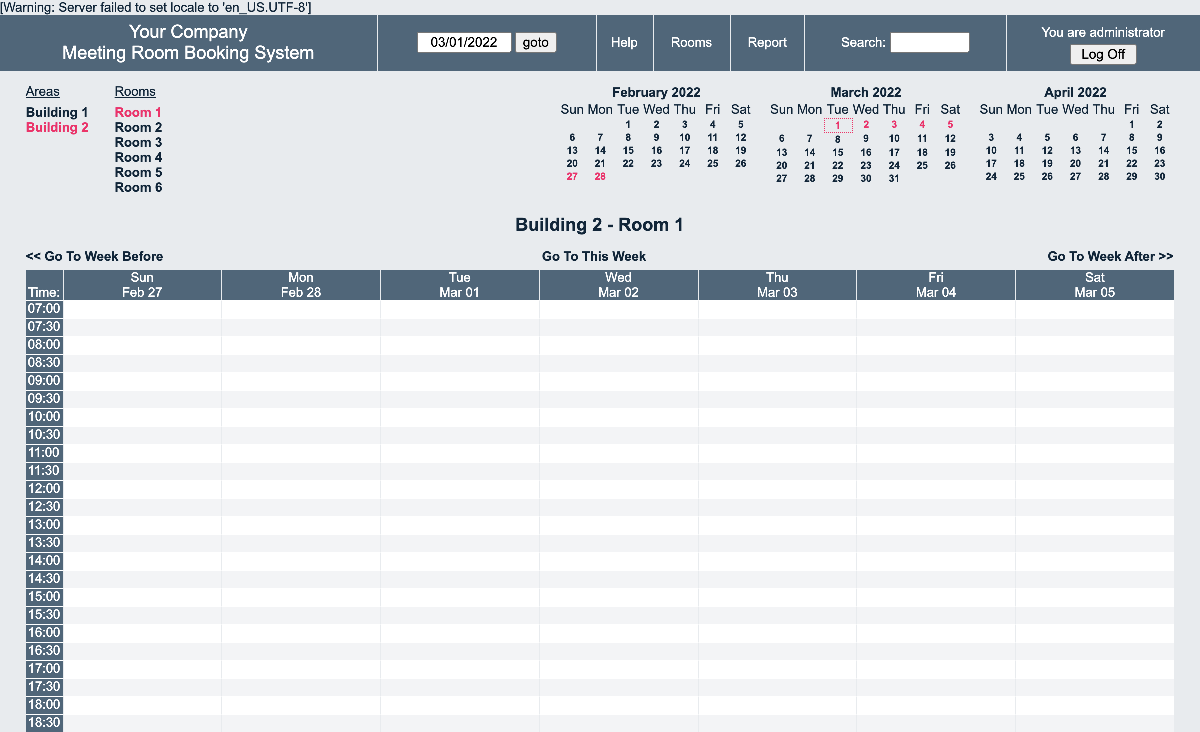 [Warning: Server failed to set locale to 'en_US.UTF-8']
Your Company
Meeting Room Booking System
03/01/2022 goto
Help
Rooms
Report
Search:
You are administrator
Log Off
Areas
Building 1
Building 2
Rooms
Room 1
Room 2
Room 3
Room 4
Room 5
Room 6
February 2022
Sun Mon Tue Wed Thu Fri Sat
1 2 3 4 5
6 7 8 9 10 11 12
13 14 15 16 17 18 19
20 21 22 23 24 25 26
27 28
March 2022
Sun Mon Tue Wed Thu Fri Sat
1 2 3 4 5
6 7 8 9 10 11 12
13 14 15 16 17 18 19
20 21 22 23 24 25 26
27 28 29 30 31
April 2022
Sun Mon Tue Wed Thu Fri Sat
1 2
3 4 5 6 7 8 9
10 11 12 13 14 15 16
17 18 19 20 21 22 23
24 25 26 27 28 29 30
Building 2 - Room 1
<< Go To Week Before
Go To This Week
Go To Week After >>
Sun Mon Tue Wed Thu Fri Sat
Time: Feb 27 Feb 28 Mar 01 Mar 02 Mar 03 Mar 04 Mar 05
07:00
07:30
08:00
08:30
09:00
09:30
10:00
10:30
11:00
11:30
12:00
12:30
13:00
13:30
14:00
14:30
15:00
15:30
16:00
16:30
17:00
17:30
18:00
18:30